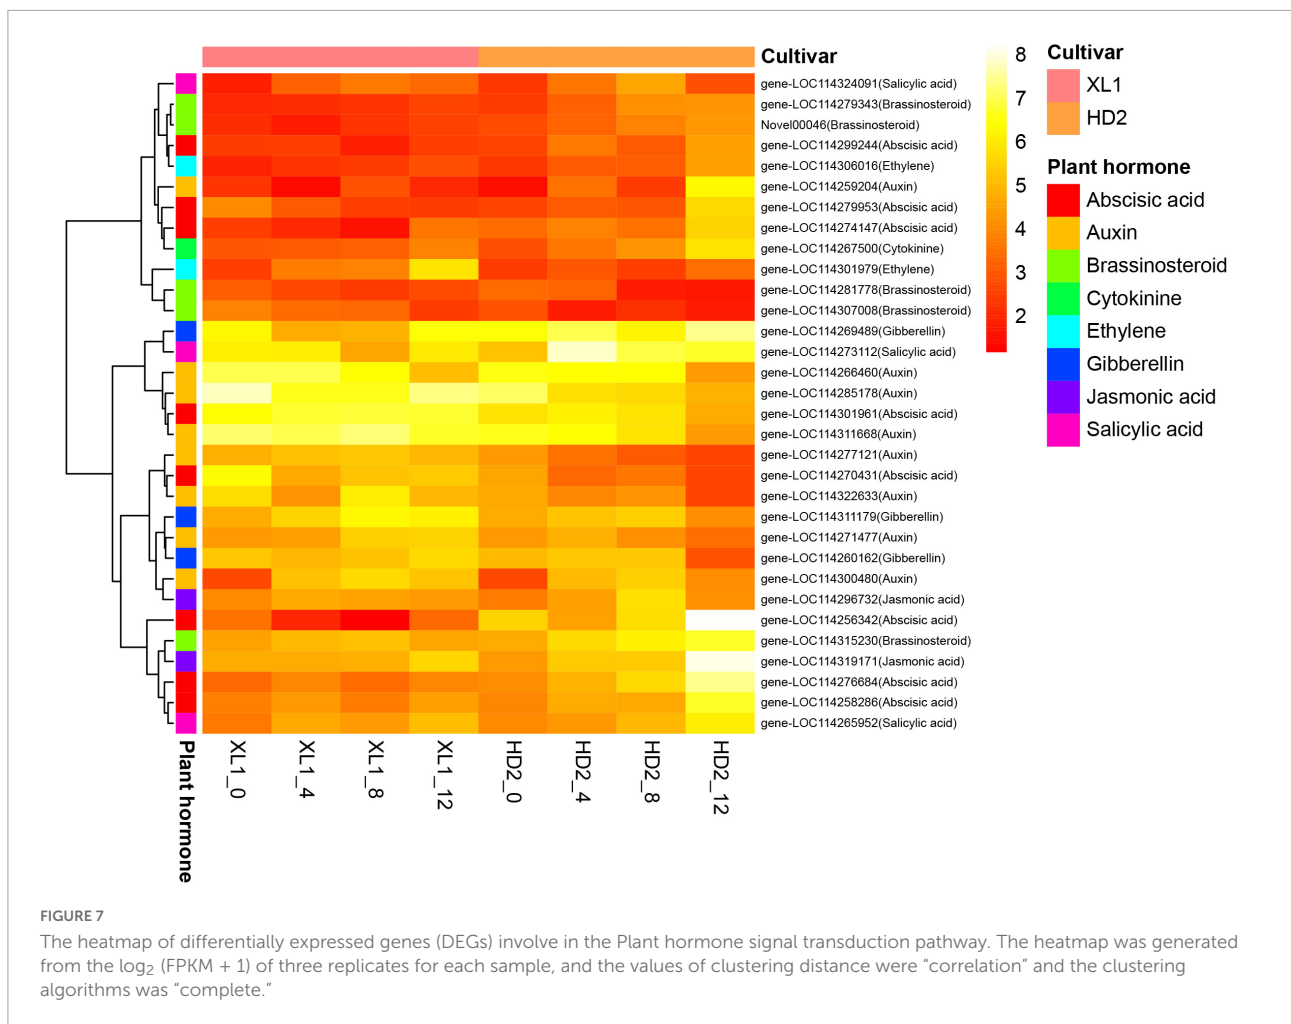 Cultivar
gene-LOC114324091(Salicylic acid)
gene-LOC114279343(Brassinosteroid)
Novel00046(Brassinosteroid)
gene-LOC114299244(Abscisic acid)
gene-LOC114306016(Ethylene)
gene-LOC114259204(Auxin)
gene-LOC114279953(Abscisic acid)
gene-LOC114274147(Abscisic acid)
gene-LOC114267500(Cytokinine)
gene-LOC114301979(Ethylene)
gene-LOC114281778(Brassinosteroid)
gene-LOC114307008(Brassinosteroid)
gene-LOC114269489(Gibberellin)
gene-LOC114273112(Salicylic acid)
gene-LOC114266460(Auxin)
gene-LOC114285178(Auxin)
gene-LOC114301961(Abscisic acid)
gene-LOC114311668(Auxin)
gene-LOC114277121(Auxin)
gene-LOC114270431(Abscisic acid)
gene-LOC114322633(Auxin)
gene-LOC114311179(Gibberellin)
gene-LOC114271477(Auxin)
gene-LOC114260162(Gibberellin)
gene-LOC114300480(Auxin)
gene-LOC114296732(Jasmonic acid)
gene-LOC114256342(Abscisic acid)
gene-LOC114315230(Brassinosteroid)
gene-LOC114319171(Jasmonic acid)
gene-LOC114276684(Abscisic acid)
gene-LOC114258286(Abscisic acid)
gene-LOC114265952(Salicylic acid)
Plant hormone
XL1_0
XL1_4
XL1_8
XL1_12
HD2_0
HD2_4
HD2_8
HD2_12
8
7
6
5
4
3
2
Cultivar
XL1
HD2
Plant hormone
Abscisic acid
Auxin
Brassinosteroid
Cytokinine
Ethylene
Gibberellin
Jasmonic acid
Salicylic acid
FIGURE 7
The heatmap of differentially expressed genes (DEGs) involve in the Plant hormone signal transduction pathway. The heatmap was generated
from the log2 (FPKM + 1) of three replicates for each sample, and the values of clustering distance were “correlation” and the clustering
algorithms was “complete.”